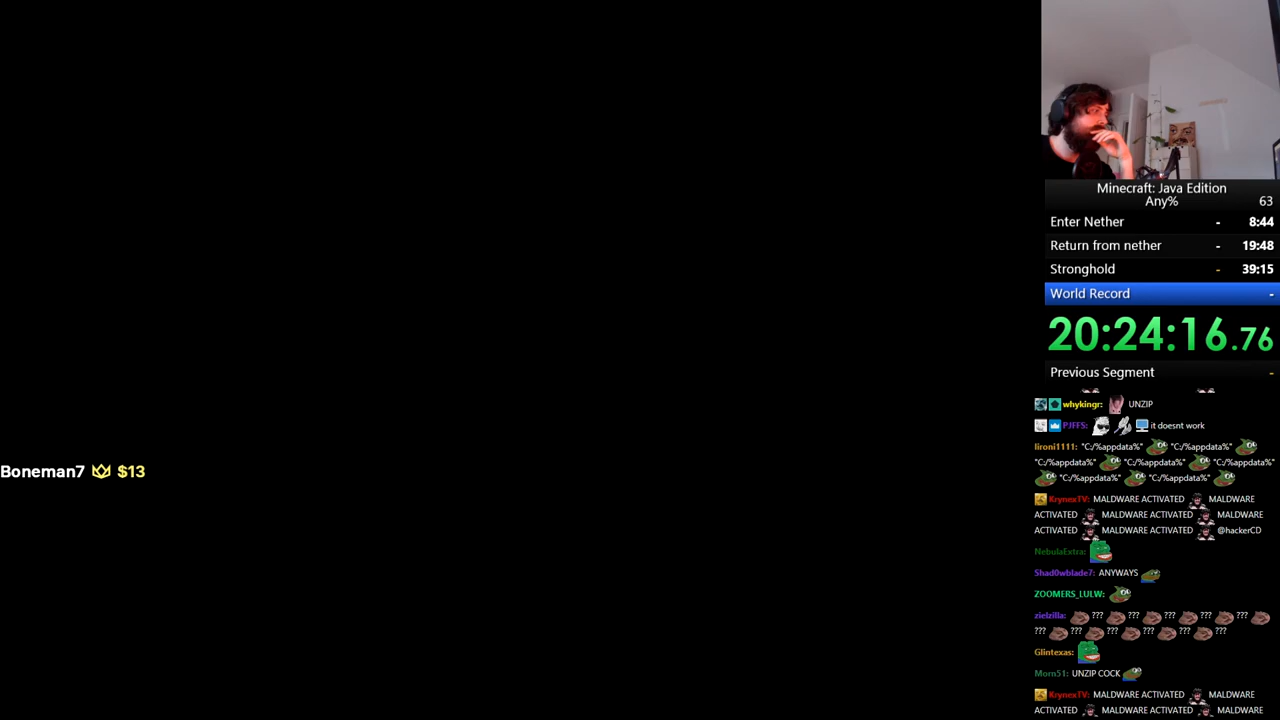 Minecraft: Java Edition
Any% 63
Enter Nether - 8:44
Return from nether - 19:48
Stronghold - 39:15
World Record -
20:24:16.76
Previous Segment -
whykingr: UNZIP
PJFFS: it doesnt work
lironi1111: "C:/%appdata%" "C:/%appdata%"
"C:/%appdata%" "C:/%appdata%" "C:/%appdata%"
"C:/%appdata%" "C:/%appdata%"
Boneman7 $13
KrynexTV: MALDWARE ACTIVATED MALDWARE
ACTIVATED MALDWARE ACTIVATED MALDWARE
ACTIVATED MALDWARE ACTIVATED @hackerCD
NebulaExtra:
Shad0wblade7: ANYWAYS
ZOOMERS_LULW:
zielzilla: ??? ??? ??? ??? ???
??? ??? ??? ??? ??? ???
Glintexas:
Morn51: UNZIP COCK
KrynexTV: MALDWARE ACTIVATED MALDWARE
ACTIVATED MALDWARE ACTIVATED MALDWARE